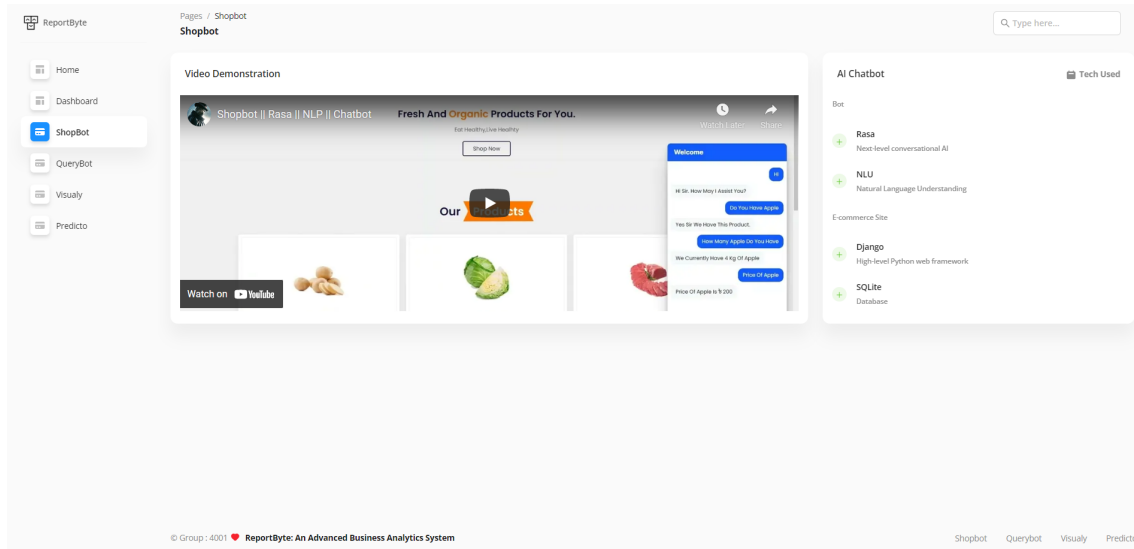 ReportByte
Home
Dashboard
ShopBot
QueryBot
Visualy
Predicto
Pages / Shopbot
Shopbot
Type here...
Video Demonstration
Shopbot || Rasa || NLP || Chatbot
Watch Later
Share
Fresh And Organic Products For You.
Eat Healthy,Live Healhty
Shop Now
Our Products
Watch on YouTube
Welcome
Hi
Hi Sir. How May I Assist You?
Do You Have Apple
Yes Sir We Have This Product.
How Many Apple Do You Have
We Currently Have 4 Kg Of Apple
Price Of Apple
Price Of Apple Is ₹ 200
AI Chatbot
Tech Used
Bot
Rasa
Next-level conversational AI
NLU
Natural Language Understanding
E-commerce Site
Django
High-level Python web framework
SQLite
Database
© Group : 4001 ReportByte: An Advanced Business Analytics System
Shopbot Querybot Visualy Predicto